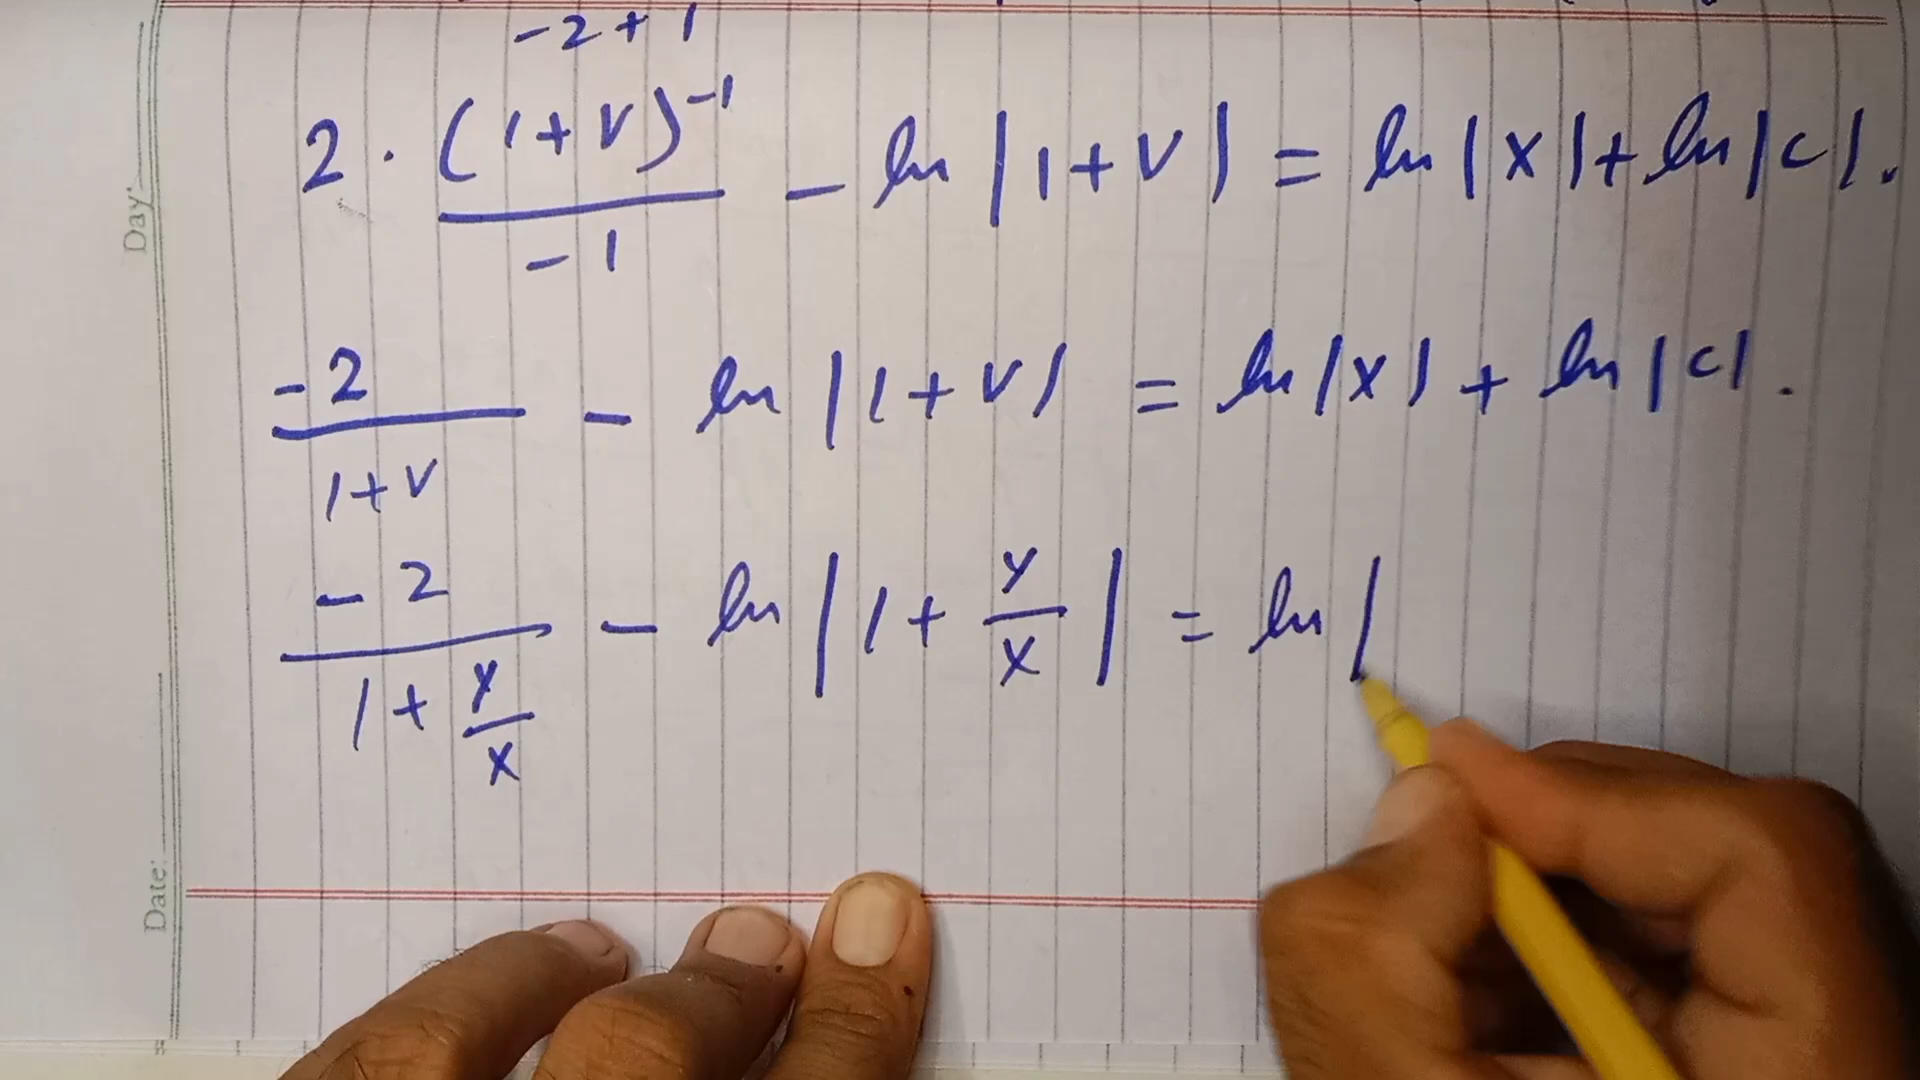 -2+1
2 · (1+v)^-1 / -1 - ln|1+v| = ln|x| + ln|c|.
-2 / 1+v - ln|1+v| = ln|x| + ln|c|.
-2 / 1 + y/x - ln|1 + y/x| = ln|
Day:
Date: